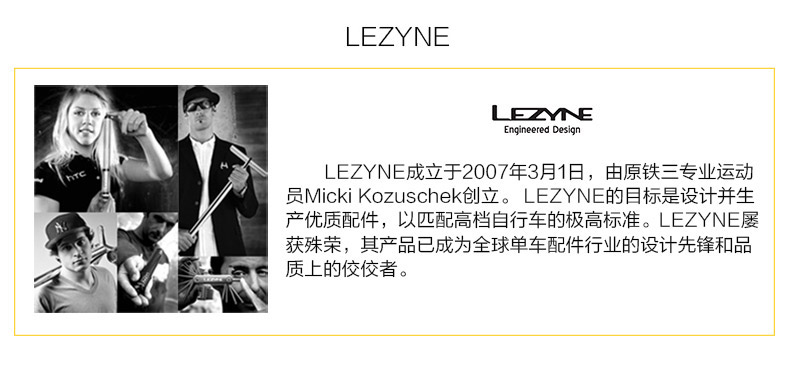 LEZYNE
LEZYNE
Engineered Design
LEZYNE成立于2007年3月1日，由原铁三专业运动
员Micki Kozuschek创立。LEZYNE的目标是设计并生
产优质配件，以匹配高档自行车的极高标准。LEZYNE屡
获殊荣，其产品已成为全球单车配件行业的设计先锋和品
质上的佼佼者。
hTC
LEZYNE